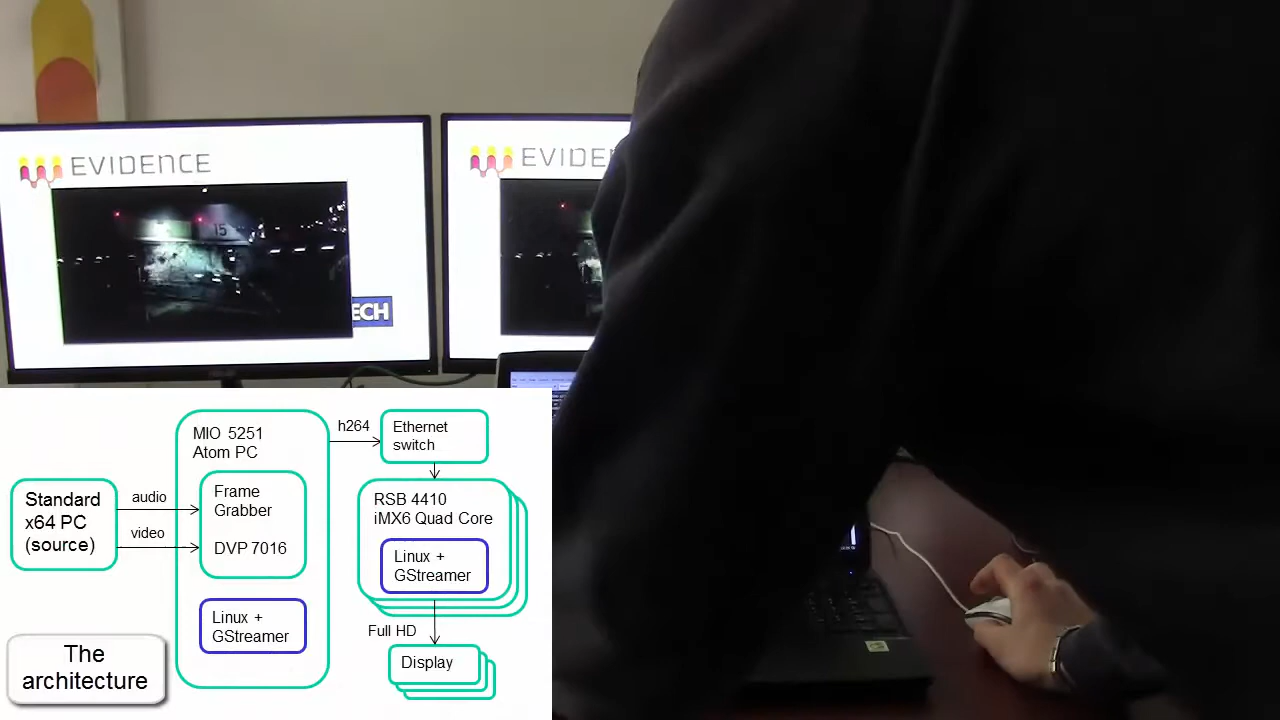 EVIDENCE
15
ECH
EVIDE
MIO 5251
Atom PC
h264
Ethernet
switch
Standard
x64 PC
(source)
audio
video
Frame
Grabber
DVP 7016
RSB 4410
iMX6 Quad Core
Linux +
GStreamer
Linux +
GStreamer
Full HD
Display
The
architecture